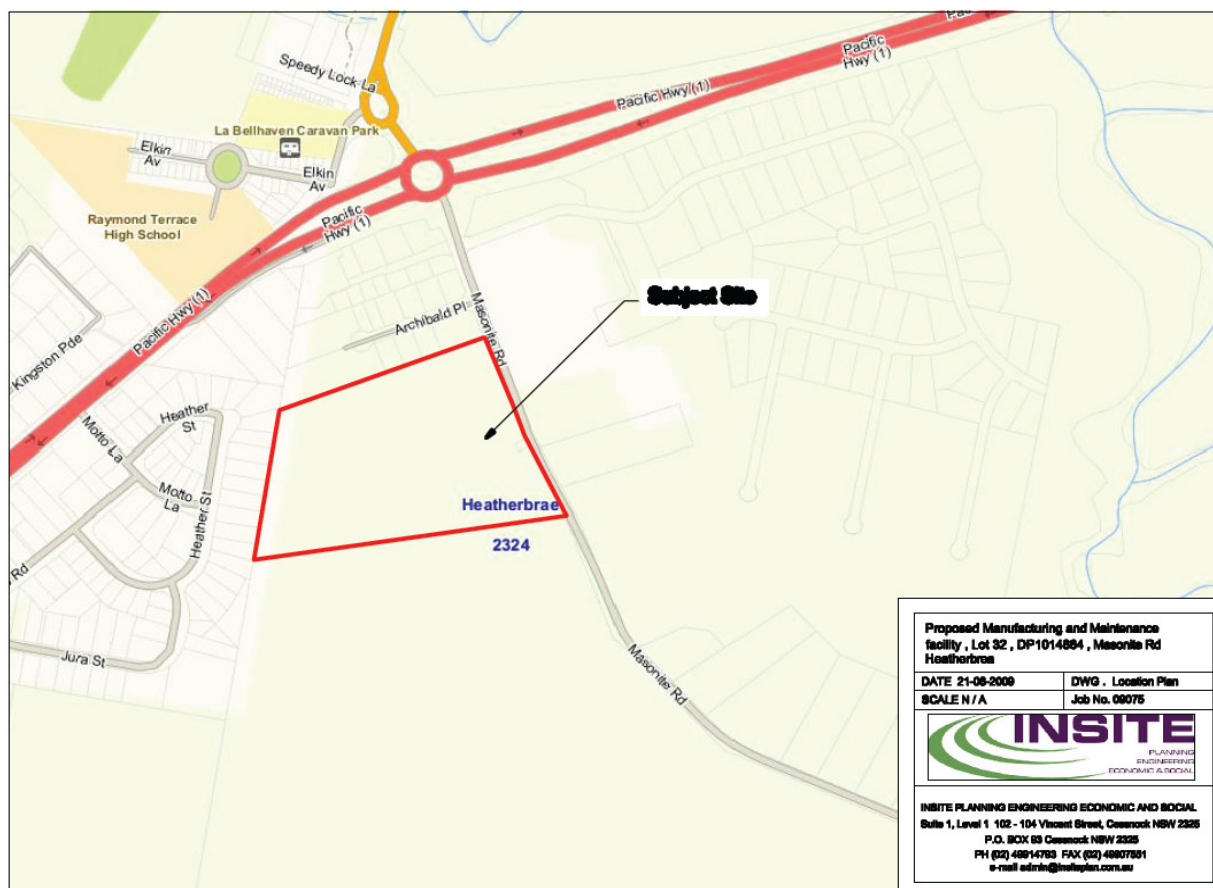 Pacific
Pacific
Hwy (1)
Pacific Hwy (1)
Speedy Lock La
La Bellhaven Caravan Park
Elkin
Av
Elkin
Av
Raymond Terrace
High School
Pacific
Hwy (1)
Pacific Hwy (1)
Kingston Pde
Archibald Pl
Masonite Rd
Subject Site
Heather
St
Motto
La
Motto
La
Heather St
Heatherbrae
2324
Rd
Jura St
Masonite Rd
Proposed Manufacturing and Maintenance
facility , Lot 32 , DP1014864 , Masonite Rd
Heatherbrea
DATE 21-08-2009 DWG . Location Plan
SCALE N / A Job No. 09075
INSITE
PLANNING
ENGINEERING
ECONOMIC & SOCIAL
INSITE PLANNING ENGINEERING ECONOMIC AND SOCIAL
Suite 1, Level 1 102 - 104 Vincent Street, Cessnock NSW 2325
P.O. BOX 93 Cessnock NSW 2325
PH (02) 49914793 FAX (02)
e-mail admin@insiteplan.com.au